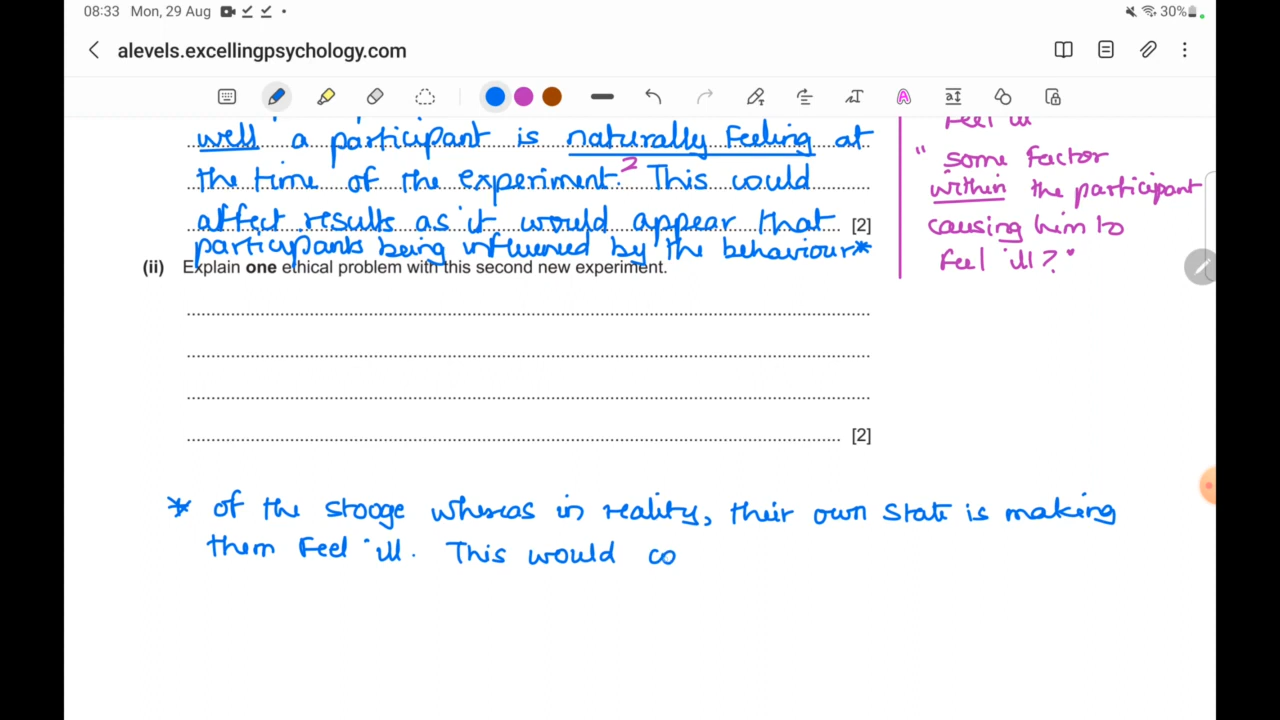 08:33 Mon, 29 Aug
30%
alevels.excellingpsychology.com
well a participant is naturally feeling at
the time of the experiment. 2 This could
affect results as it would appear that [2]
participants being influened by the behaviour*
(ii) Explain one ethical problem with this second new experiment.
[2]
* of the stooge whereas in reality, their own state is making
them feel ill. This would co
feel ill
"some factor
within the participant
causing him to
feel ill?"